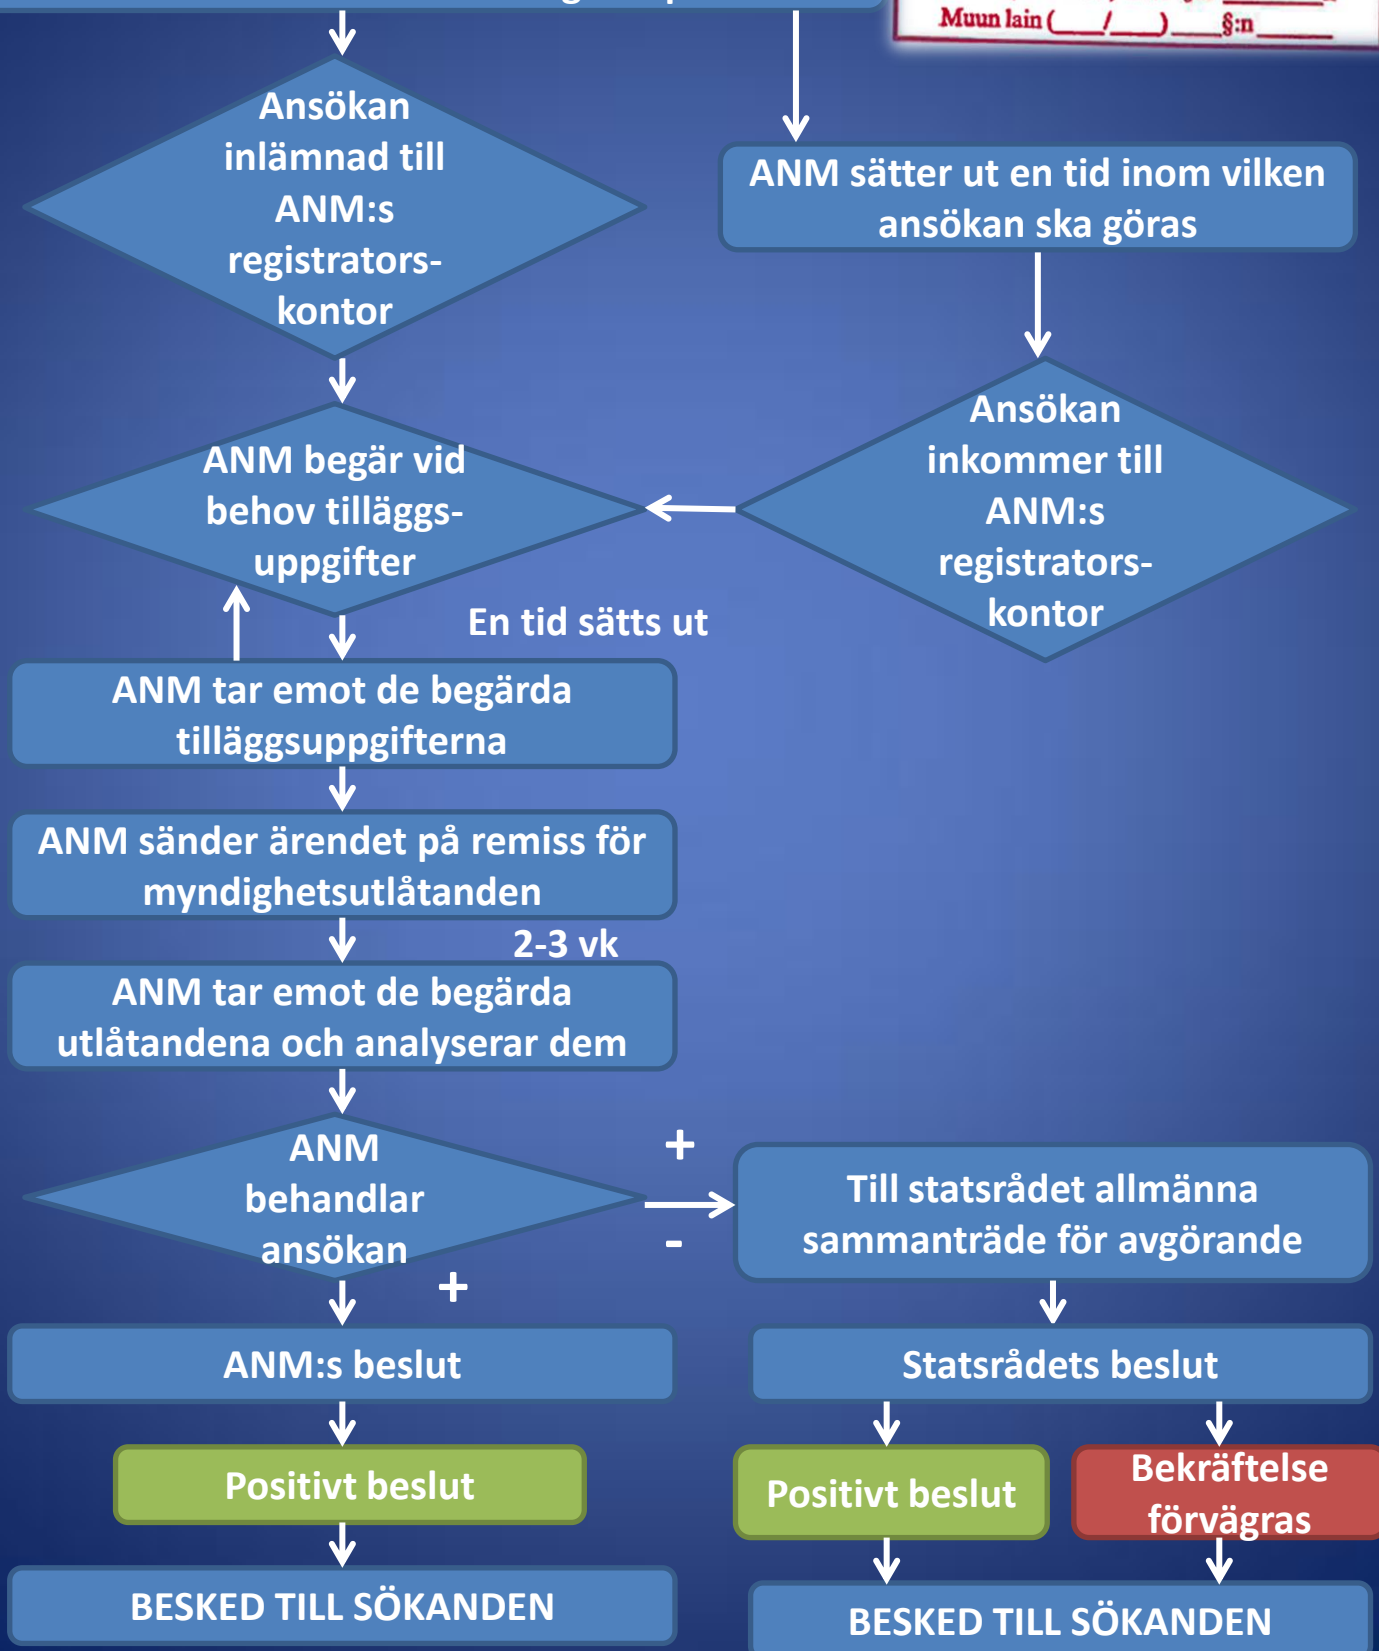 Muun lain (___/___)____§:n_______
Ansökan
inlämnad till
ANM:s
registrators-
kontor
ANM sätter ut en tid inom vilken
ansökan ska göras
ANM begär vid
behov tilläggs-
uppgifter
Ansökan
inkommer till
ANM:s
registrators-
kontor
En tid sätts ut
ANM tar emot de begärda
tilläggsuppgifterna
ANM sänder ärendet på remiss för
myndighetsutlåtanden
2-3 vk
ANM tar emot de begärda
utlåtandena och analyserar dem
ANM
behandlar
ansökan
+
-
Till statsrådet allmänna
sammanträde för avgörande
+
ANM:s beslut
Statsrådets beslut
Positivt beslut
Positivt beslut
Bekräftelse
förvägras
BESKED TILL SÖKANDEN
BESKED TILL SÖKANDEN